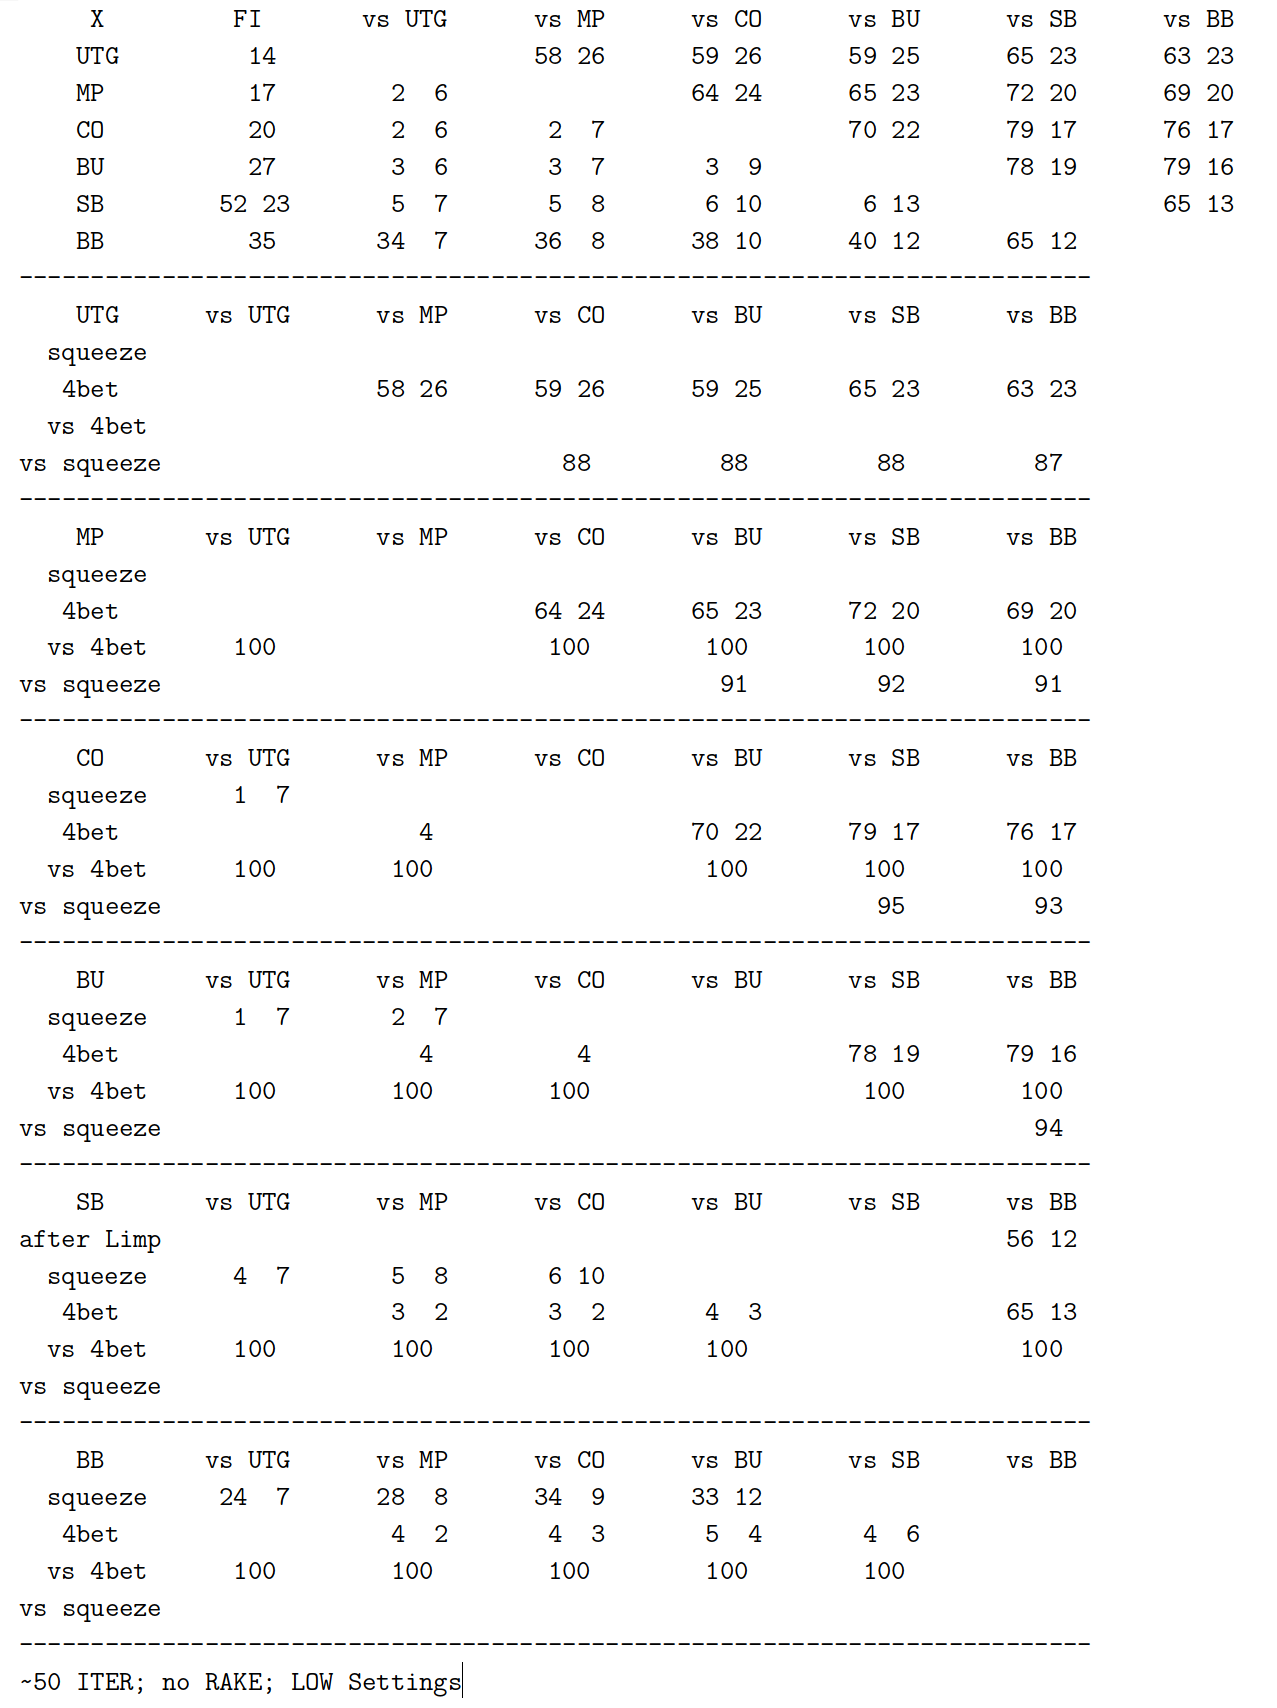 X FI vs UTG vs MP vs CO vs BU vs SB vs BB
UTG 14 58 26 59 26 59 25 65 23 63 23
MP 17 2 6 64 24 65 23 72 20 69 20
CO 20 2 6 2 7 70 22 79 17 76 17
BU 27 3 6 3 7 3 9 78 19 79 16
SB 52 23 5 7 5 8 6 10 6 13 65 13
BB 35 34 7 36 8 38 10 40 12 65 12
---------------------------------------------------------------------------
UTG vs UTG vs MP vs CO vs BU vs SB vs BB
squeeze
4bet 58 26 59 26 59 25 65 23 63 23
vs 4bet
vs squeeze 88 88 88 87
---------------------------------------------------------------------------
MP vs UTG vs MP vs CO vs BU vs SB vs BB
squeeze
4bet 64 24 65 23 72 20 69 20
vs 4bet 100 100 100 100 100
vs squeeze 91 92 91
---------------------------------------------------------------------------
CO vs UTG vs MP vs CO vs BU vs SB vs BB
squeeze 1 7
4bet 4 70 22 79 17 76 17
vs 4bet 100 100 100 100 100
vs squeeze 95 93
---------------------------------------------------------------------------
BU vs UTG vs MP vs CO vs BU vs SB vs BB
squeeze 1 7 2 7
4bet 4 4 78 19 79 16
vs 4bet 100 100 100 100 100
vs squeeze 94
---------------------------------------------------------------------------
SB vs UTG vs MP vs CO vs BU vs SB vs BB
after Limp 56 12
squeeze 4 7 5 8 6 10
4bet 3 2 3 2 4 3 65 13
vs 4bet 100 100 100 100 100
vs squeeze
---------------------------------------------------------------------------
BB vs UTG vs MP vs CO vs BU vs SB vs BB
squeeze 24 7 28 8 34 9 33 12
4bet 4 2 4 3 5 4 4 6
vs 4bet 100 100 100 100 100
vs squeeze
---------------------------------------------------------------------------
~50 ITER; no RAKE; LOW Settings